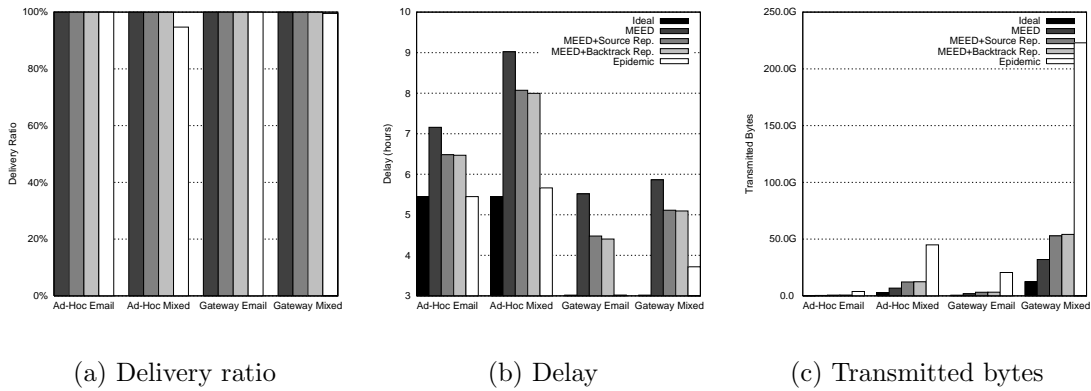 100%
80%
60%
40%
20%
0%
Delivery Ratio
Ad-Hoc Email Ad-Hoc Mixed Gateway Email Gateway Mixed
(a) Delivery ratio
10
9
8
7
6
5
4
3
Delay (hours)
Ideal
MEED
MEED+Source Rep.
MEED+Backtrack Rep.
Epidemic
Ad-Hoc Email Ad-Hoc Mixed Gateway Email Gateway Mixed
(b) Delay
250.0G
200.0G
150.0G
100.0G
50.0G
0.0
Transmitted Bytes
Ideal
MEED
MEED+Source Rep.
MEED+Backtrack Rep.
Epidemic
Ad-Hoc Email Ad-Hoc Mixed Gateway Email Gateway Mixed
(c) Transmitted bytes